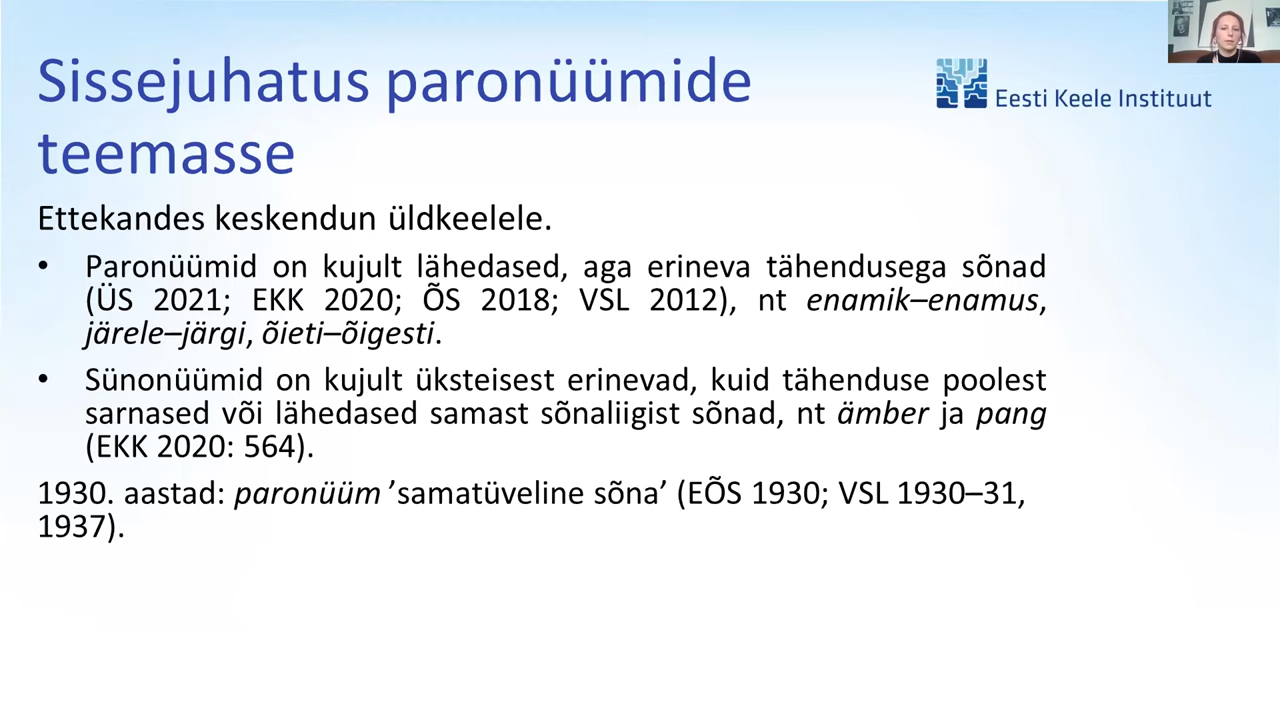 Sissejuhatus paronüümide
teemasse
Eesti Keele Instituut
Ettekandes keskendun üldkeelele.
• Paronüümid on kujult lähedased, aga erineva tähendusega sõnad
(ÜS 2021; EKK 2020; ÕS 2018; VSL 2012), nt enamik–enamus,
järele–järgi, õieti–õigesti.
• Sünonüümid on kujult üksteisest erinevad, kuid tähenduse poolest
sarnased või lähedased samast sõnaliigist sõnad, nt ämber ja pang
(EKK 2020: 564).
1930. aastad: paronüüm ’samatüveline sõna’ (EÕS 1930; VSL 1930–31,
1937).